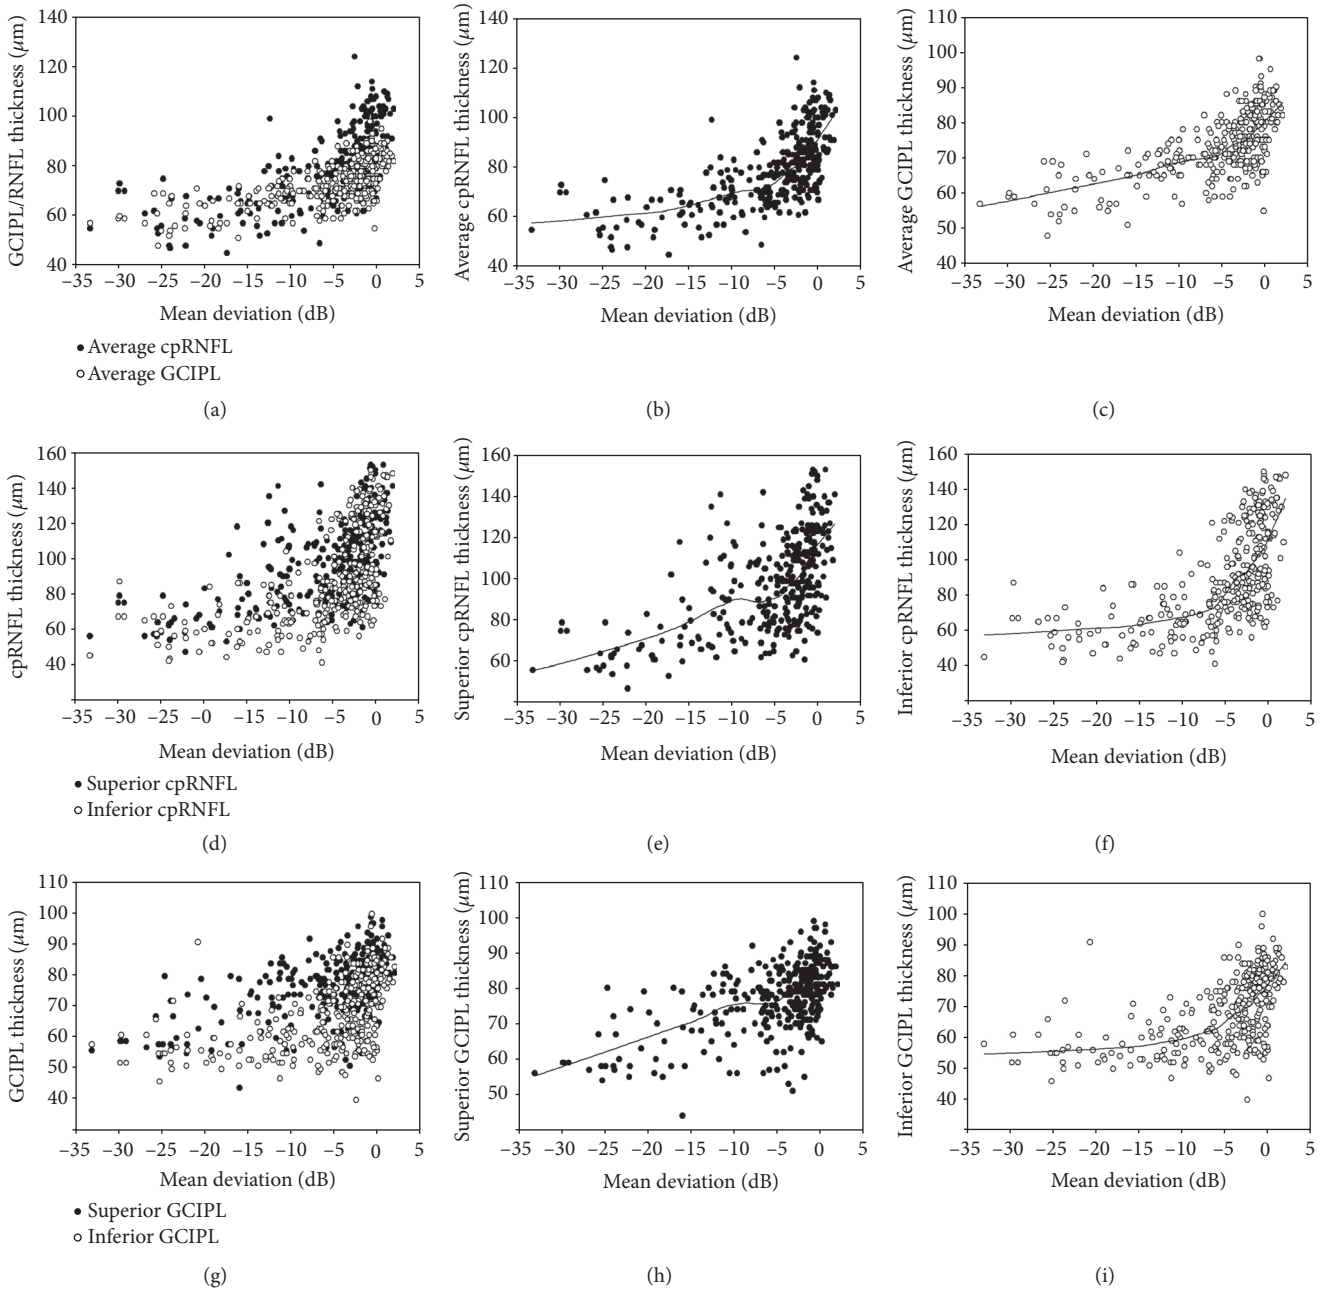 GCIPL/RNFL thickness (μm)
140
120
100
80
60
40
−35 −30 −25 −20 −15 −10 −5 0 5
Mean deviation (dB)
Average cpRNFL
Average GCIPL
(a)
Average cpRNFL thickness (μm)
140
120
100
80
60
40
−35 −30 −25 −20 −15 −10 −5 0 5
Mean deviation (dB)
(b)
Average GCIPL thickness (μm)
110
100
90
80
70
60
50
40
−35 −30 −25 −20 −15 −10 −5 0 5
Mean deviation (dB)
(c)
cpRNFL thickness (μm)
160
140
120
100
80
60
40
−35 −30 −25 −0 −15 −10 −5 0 5
Mean deviation (dB)
Superior cpRNFL
Inferior cpRNFL
(d)
Superior cpRNFL thickness (μm)
160
140
120
100
80
60
−35 −30 −25 −20 −15 −10 −5 0 5
Mean deviation (dB)
(e)
Inferior cpRNFL thickness (μm)
160
140
120
100
80
60
40
−35 −30 −25 −20 −15 −10 −5 0 5
Mean deviation (dB)
(f)
GCIPL thickness (μm)
110
100
90
80
70
60
50
40
−35 −30 −25 −20 −15 −10 −5 0 5
Mean deviation (dB)
Superior GCIPL
Inferior GCIPL
(g)
Superior GCIPL thickness (μm)
110
100
90
80
70
60
50
−35 −30 −25 −20 −15 −10 −5 0 5
Mean deviation (dB)
(h)
Inferior GCIPL thickness (μm)
110
100
90
80
70
60
50
40
−35 −30 −25 −20 −15 −10 −5 0 5
Mean deviation (dB)
(i)